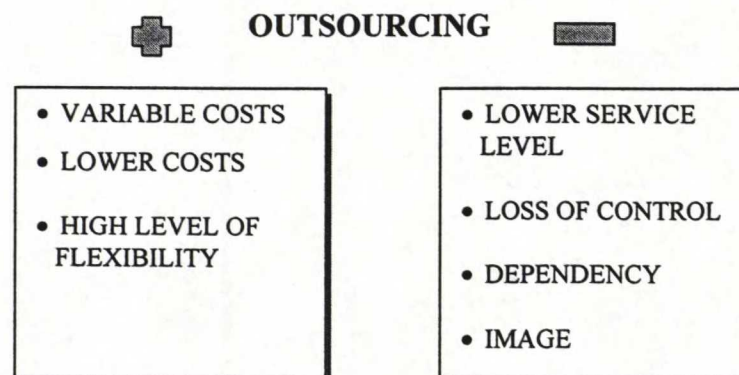 OUTSOURCING
• VARIABLE COSTS
• LOWER COSTS
• HIGH LEVEL OF
FLEXIBILITY
• LOWER SERVICE
LEVEL
• LOSS OF CONTROL
• DEPENDENCY
• IMAGE